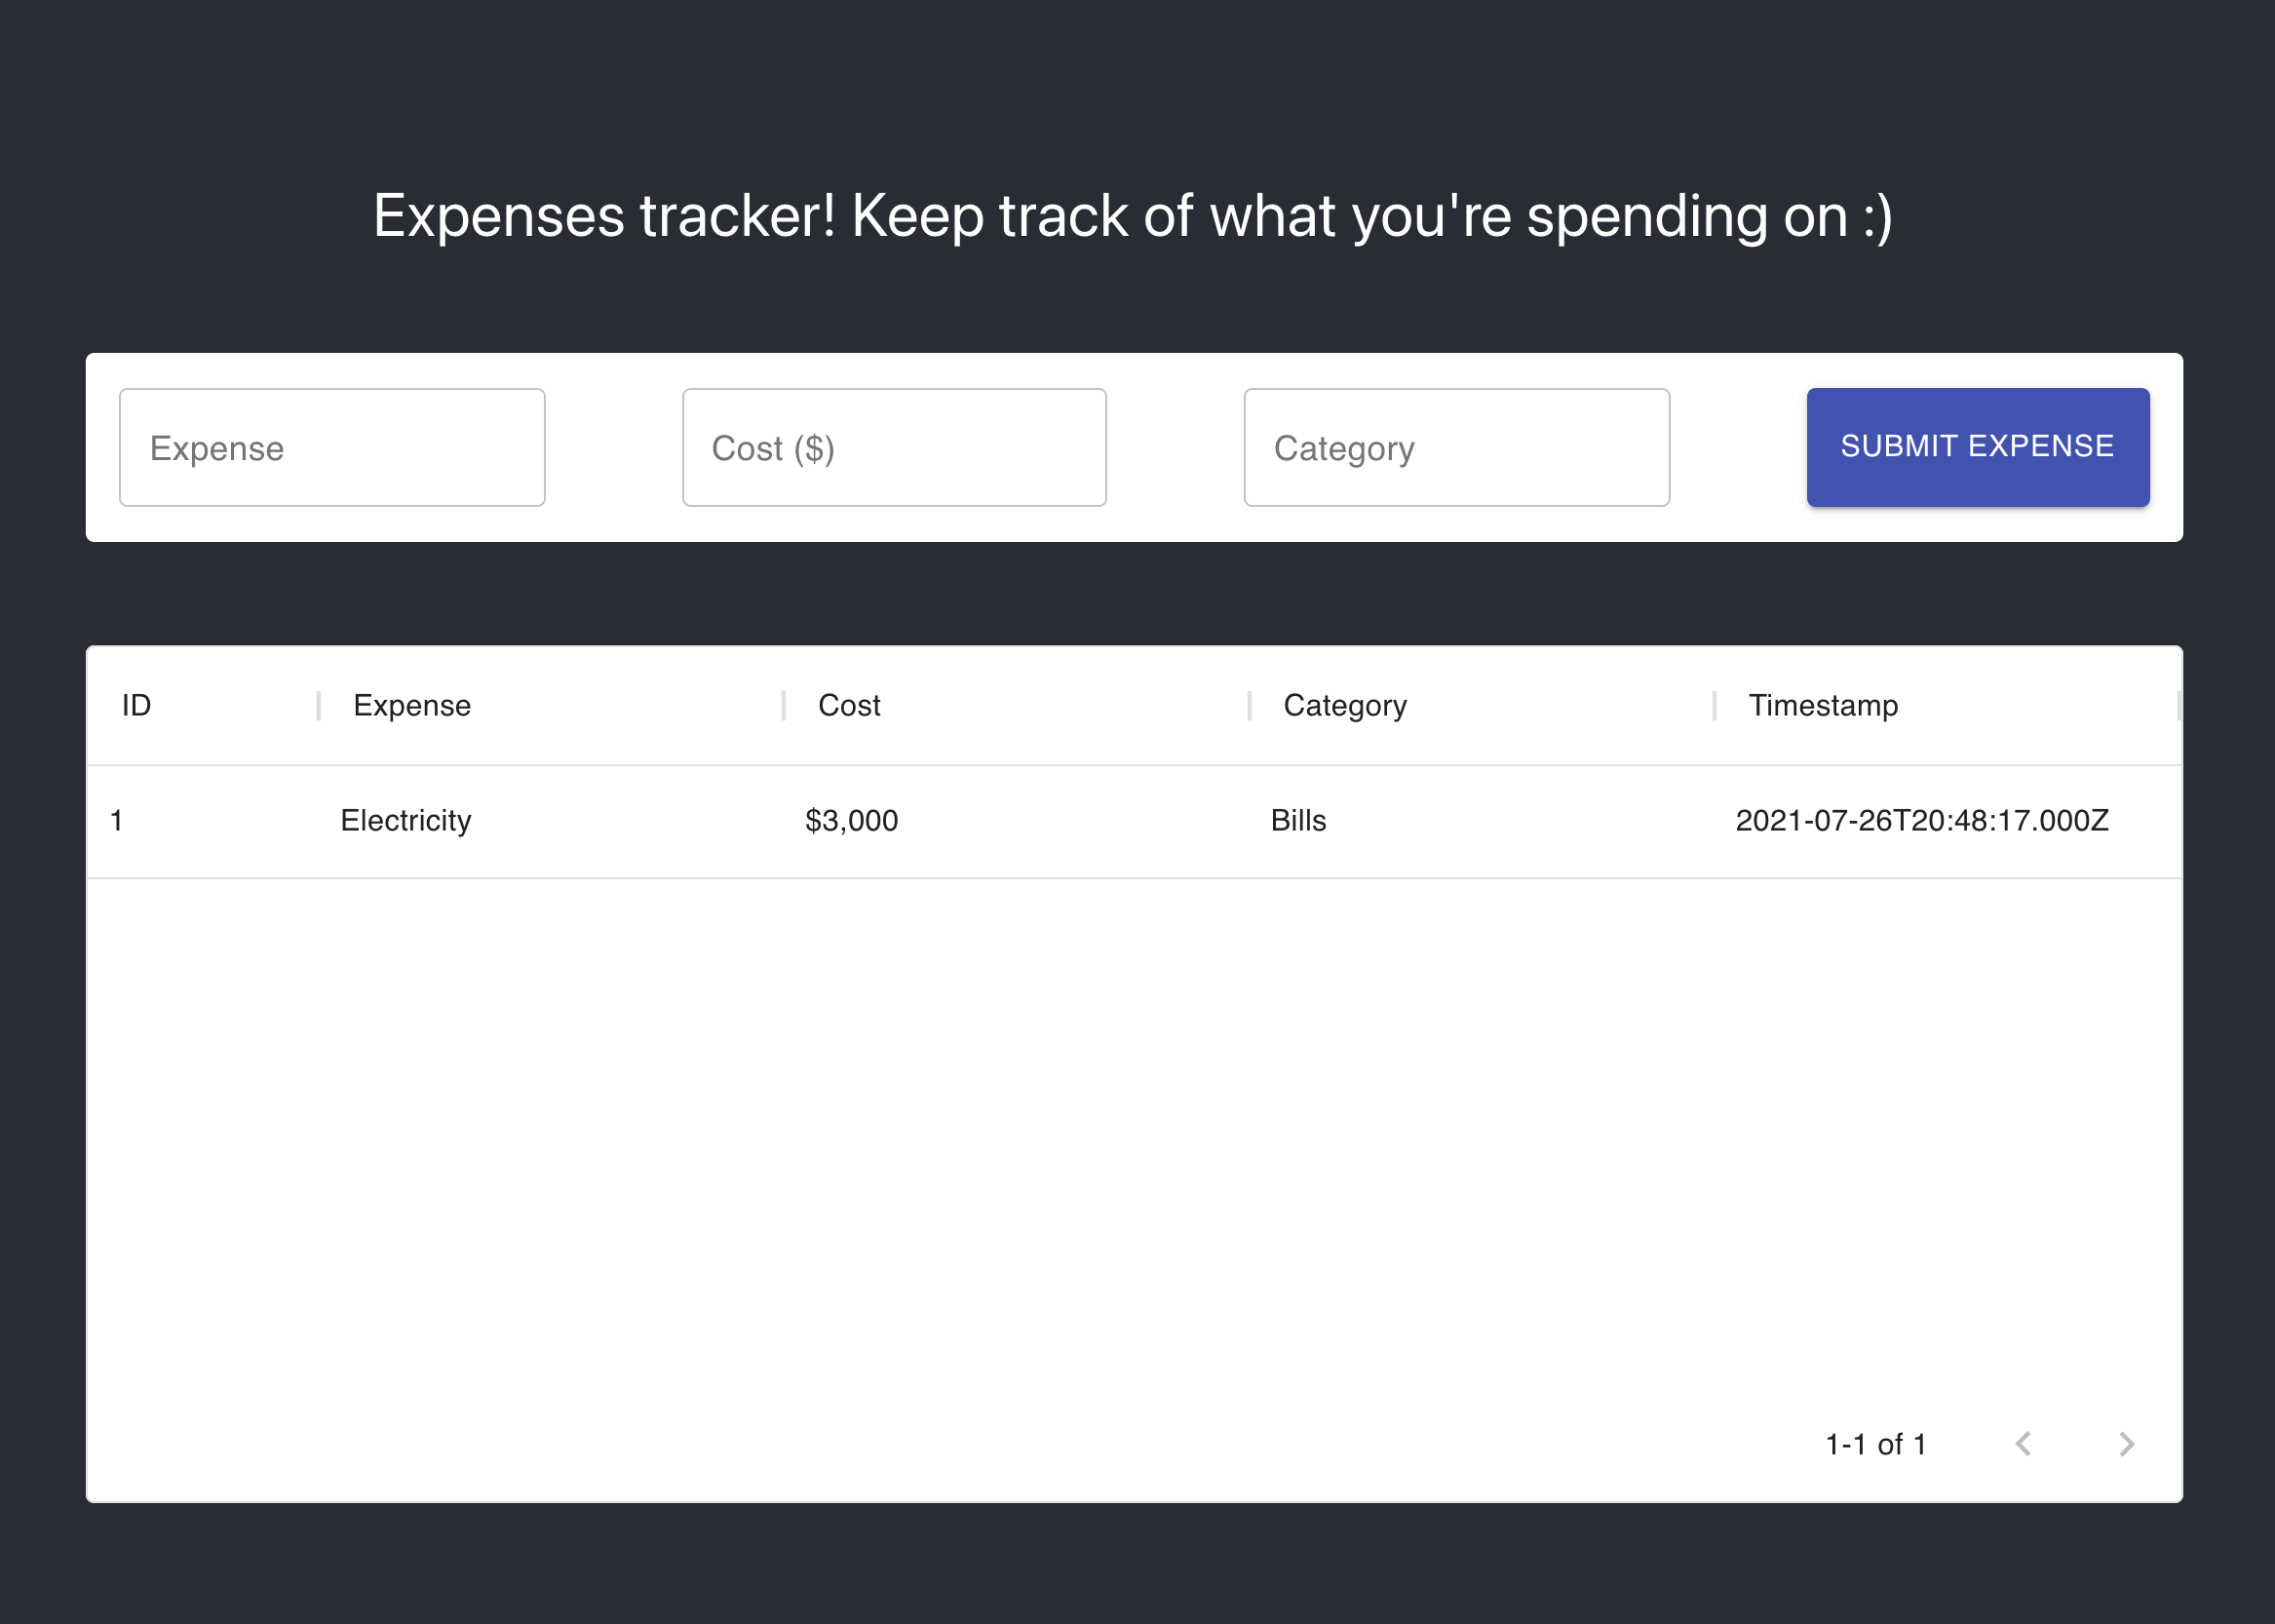 Expenses tracker! Keep track of what you're spending on :)
Expense Cost ($) Category SUBMIT EXPENSE
ID Expense Cost Category Timestamp
1 Electricity $3,000 Bills 2021-07-26T20:48:17.000Z
1-1 of 1